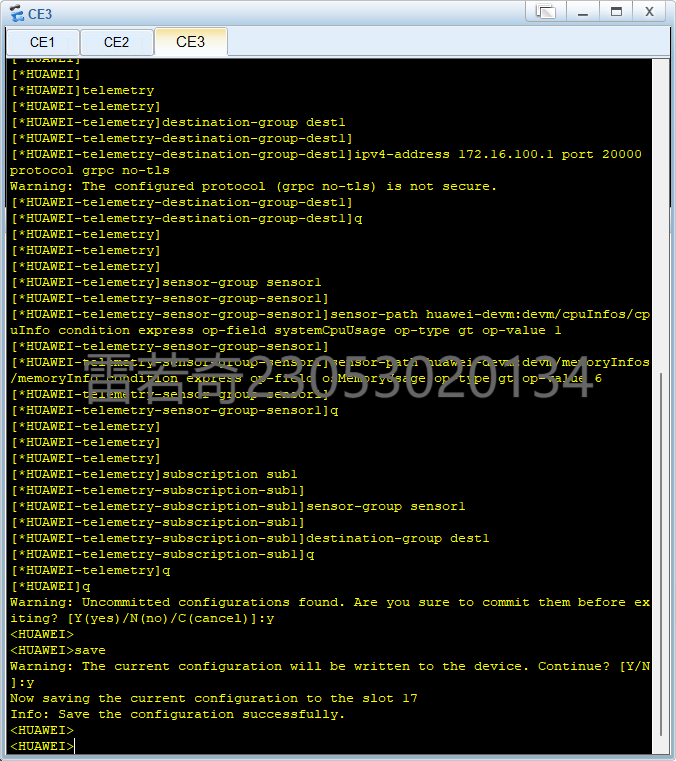 CE3
CE1 CE2 CE3
[*HUAWEI]
[*HUAWEI]
[*HUAWEI]telemetry
[*HUAWEI-telemetry]
[*HUAWEI-telemetry]destination-group dest1
[*HUAWEI-telemetry-destination-group-dest1]
[*HUAWEI-telemetry-destination-group-dest1]ipv4-address 172.16.100.1 port 20000
protocol grpc no-tls
Warning: The configured protocol (grpc no-tls) is not secure.
[*HUAWEI-telemetry-destination-group-dest1]
[*HUAWEI-telemetry-destination-group-dest1]q
[*HUAWEI-telemetry]
[*HUAWEI-telemetry]
[*HUAWEI-telemetry]
[*HUAWEI-telemetry]sensor-group sensor1
[*HUAWEI-telemetry-sensor-group-sensor1]
[*HUAWEI-telemetry-sensor-group-sensor1]sensor-path huawei-devm:devm/cpuInfos/cp
uInfo condition express op-field systemCpuUsage op-type gt op-value 1
[*HUAWEI-telemetry-sensor-group-sensor1]
[*HUAWEI-telemetry-sensor-group-sensor1]sensor-path huawei-devm:devm/memoryInfos
/memoryInfo condition express op-field osMemoryUsage op-type gt op-value 6
雷若奇23053020134
[*HUAWEI-telemetry-sensor-group-sensor1]
[*HUAWEI-telemetry-sensor-group-sensor1]q
[*HUAWEI-telemetry]
[*HUAWEI-telemetry]
[*HUAWEI-telemetry]
[*HUAWEI-telemetry]subscription sub1
[*HUAWEI-telemetry-subscription-sub1]
[*HUAWEI-telemetry-subscription-sub1]sensor-group sensor1
[*HUAWEI-telemetry-subscription-sub1]
[*HUAWEI-telemetry-subscription-sub1]destination-group dest1
[*HUAWEI-telemetry-subscription-sub1]q
[*HUAWEI-telemetry]q
[*HUAWEI]q
Warning: Uncommitted configurations found. Are you sure to commit them before ex
iting? [Y(yes)/N(no)/C(cancel)]:y
<HUAWEI>
<HUAWEI>save
Warning: The current configuration will be written to the device. Continue? [Y/N
]:y
Now saving the current configuration to the slot 17
Info: Save the configuration successfully.
<HUAWEI>
<HUAWEI>